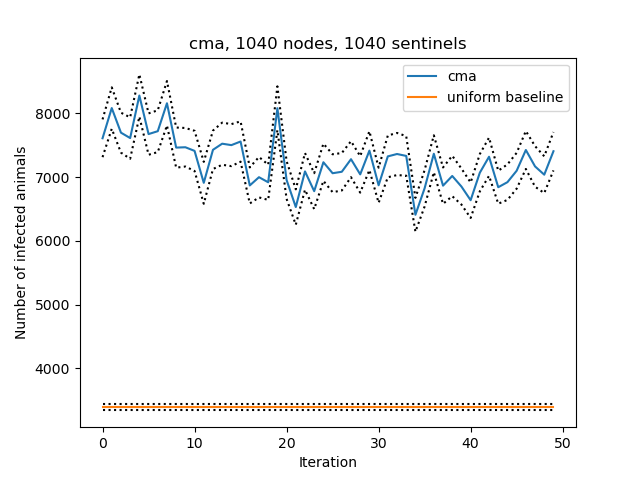 cma, 1040 nodes, 1040 sentinels
cma
uniform baseline
8000
7000
6000
5000
4000
Number of infected animals
0 10 20 30 40 50
Iteration